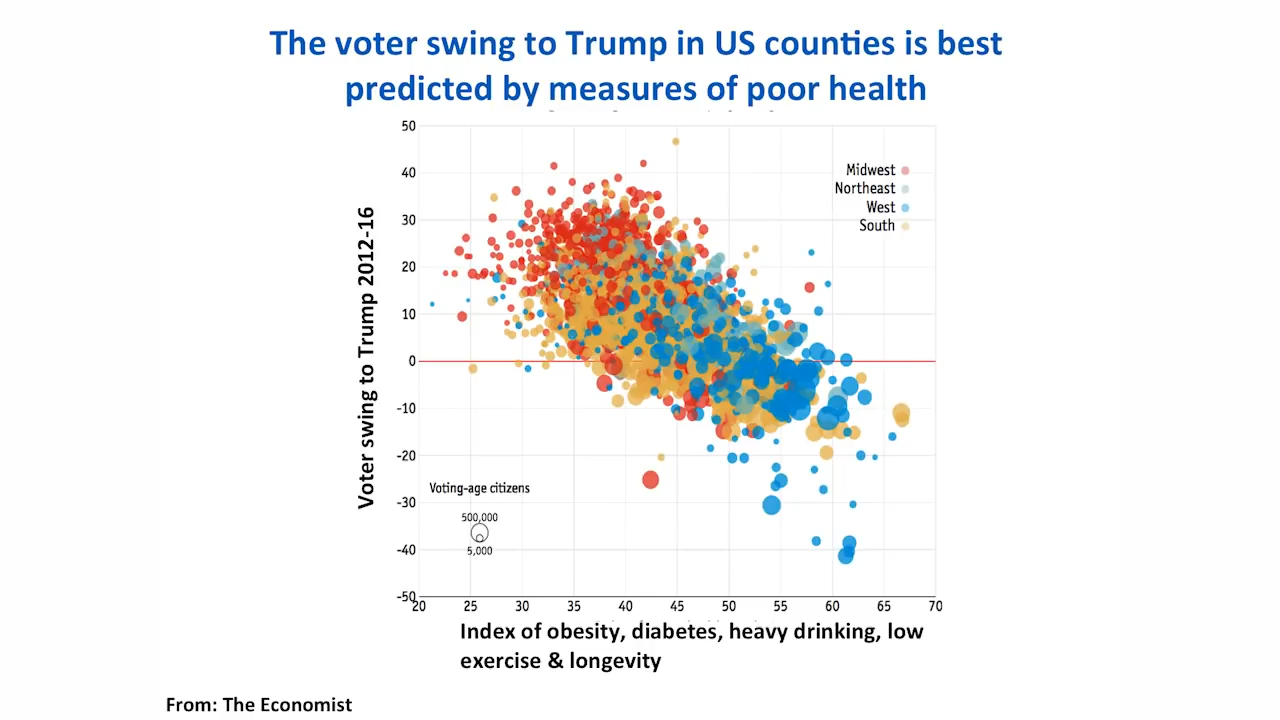 The voter swing to Trump in US counties is best
predicted by measures of poor health
50
40
30
20
10
0
-10
-20
-30
-40
-50
Voter swing to Trump 2012-16
Midwest
Northeast
West
South
Voting-age citizens
500,000
5,000
20 25 30 35 40 45 50 55 60 65 70
Index of obesity, diabetes, heavy drinking, low
exercise & longevity
From: The Economist